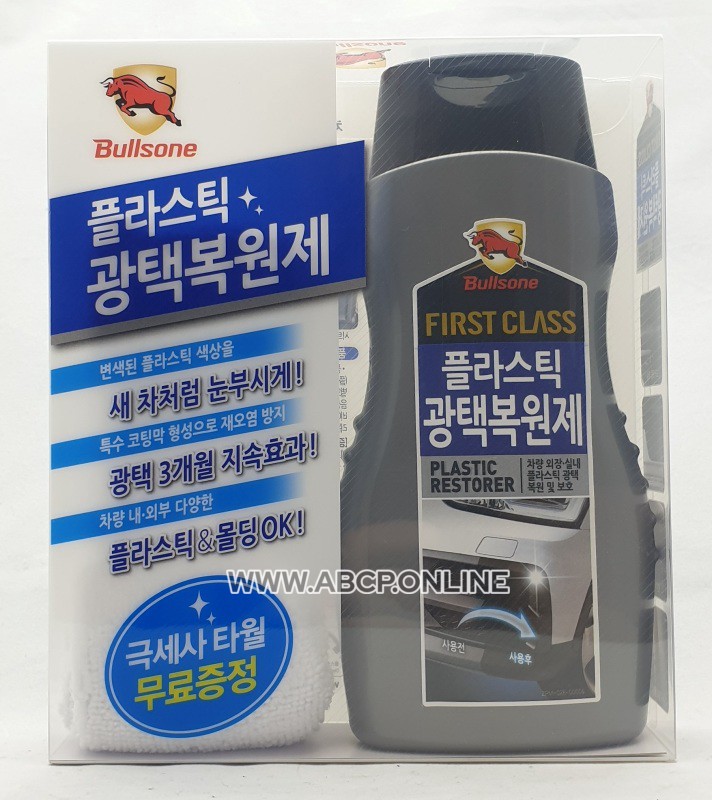 Bullsone
플라스틱
광택복원제
변색된 플라스틱 색상을
새 차처럼 눈부시게!
특수 코팅막 형성으로 재오염 방지
광택 3개월 지속효과!
차량 내·외부 다양한
플라스틱&몰딩OK!
극세사 타월
무료증정
Bullsone
FIRST CLASS
플라스틱
광택복원제
PLASTIC
RESTORER
차량 외장·실내
플라스틱 광택
복원 및 보호
사용전
사용후
WWW.ABCP.ONLINE